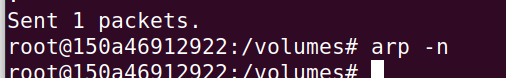 Sent 1 packets.
root@150a46912922:/volumes# arp -n
root@150a46912922:/volumes#